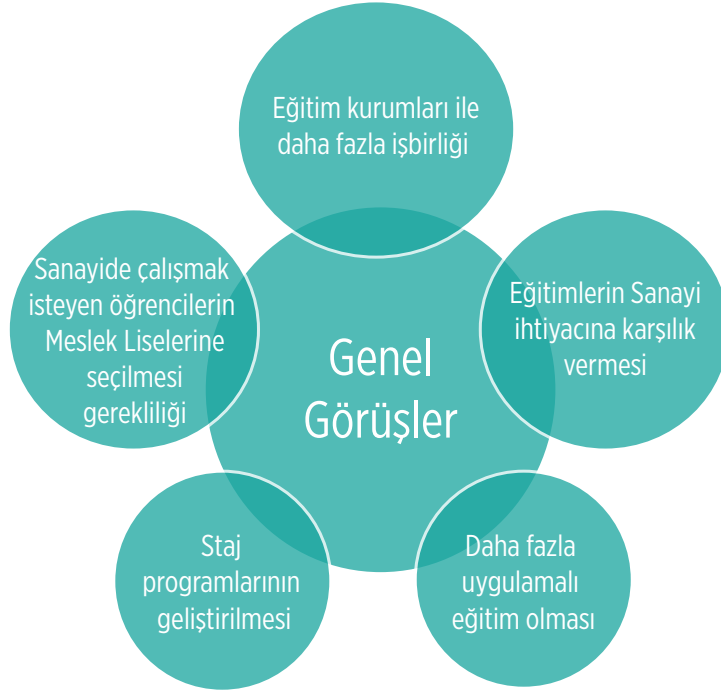 Eğitim kurumları ile
daha fazla işbirliği
Sanayide çalışmak
isteyen öğrencilerin
Meslek Liselerine
seçilmesi
gerekliliği
Eğitimlerin Sanayi
ihtiyacına karşılık
vermesi
Genel
Görüşler
Staj
programlarının
geliştirilmesi
Daha fazla
uygulamalı
eğitim olması